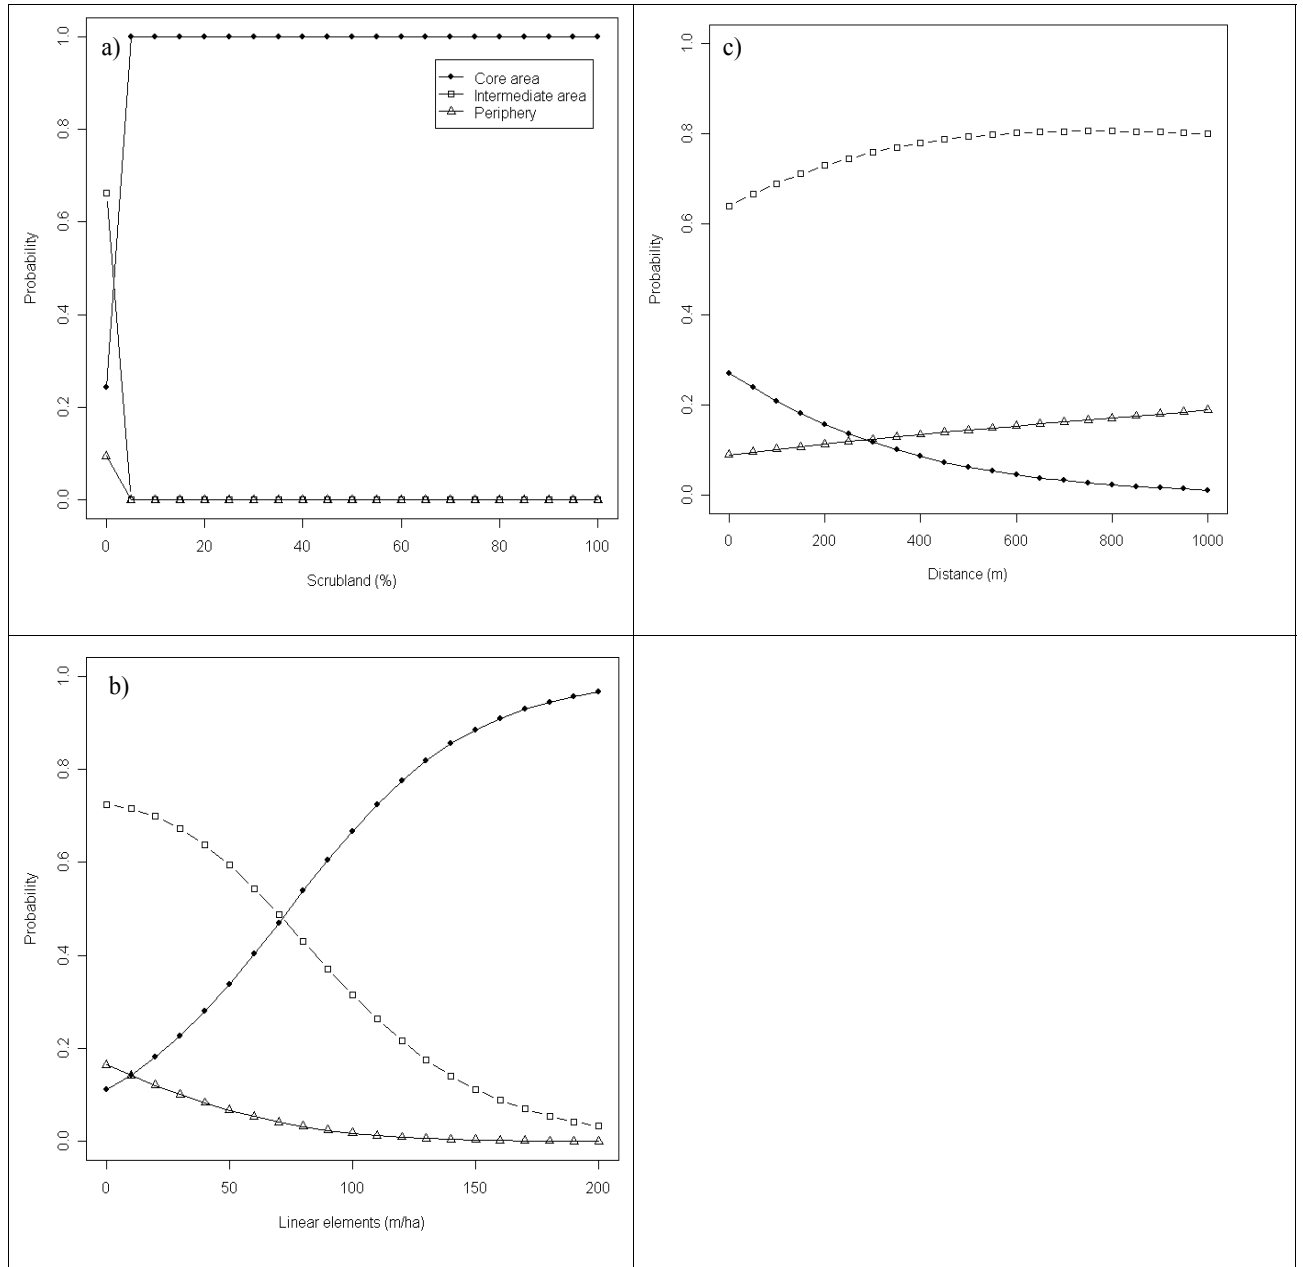 a)
1.0
0.8
0.6
0.4
0.2
0.0
Probability
Core area
Intermediate area
Periphery
0 20 40 60 80 100
Scrubland (%)
c)
1.0
0.8
0.6
0.4
0.2
0.0
Probability
0 200 400 600 800 1000
Distance (m)
b)
1.0
0.8
0.6
0.4
0.2
0.0
Probability
0 50 100 150 200
Linear elements (m/ha)